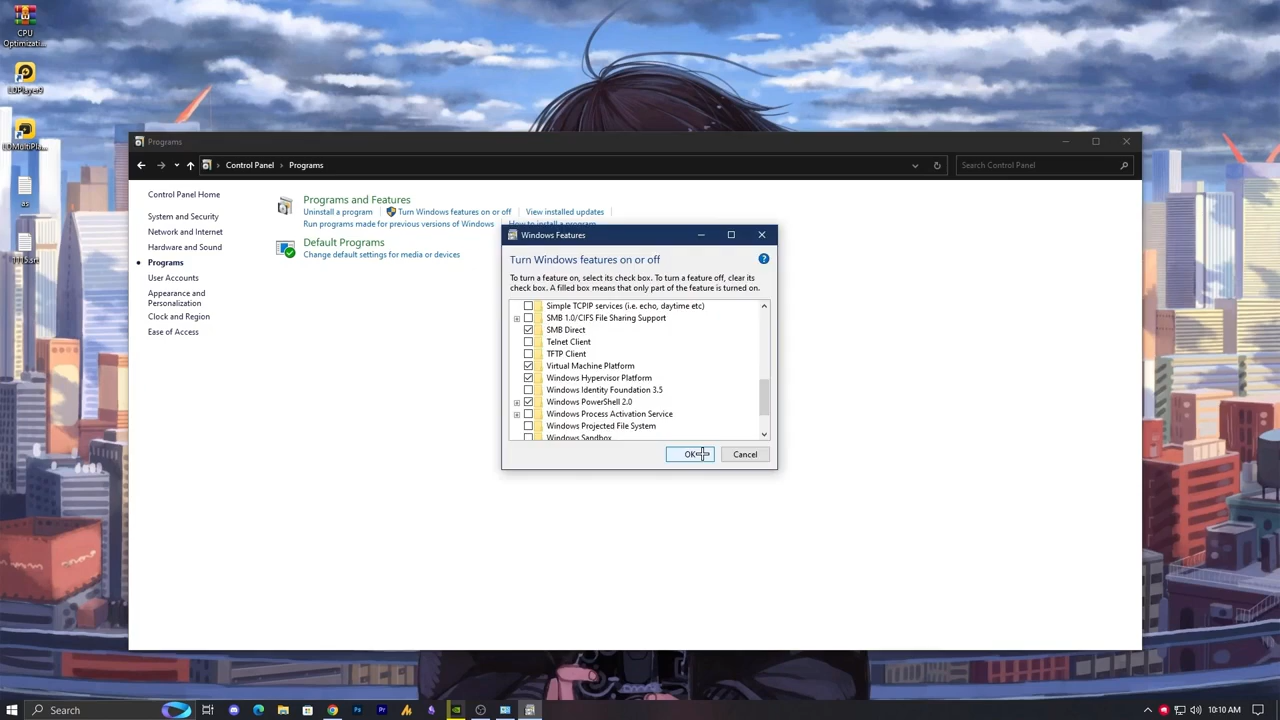 CPU
Optimizati...
LDPlayer9
LDMultiPla...
as
Programs
Control Panel
Programs
Search Control Panel
Control Panel Home
System and Security
Network and Internet
Hardware and Sound
Programs
User Accounts
Appearance and
Personalization
Clock and Region
Ease of Access
Programs and Features
Uninstall a program
Turn Windows features on or off
View installed updates
Run programs made for previous versions of Windows
How to install a program
Default Programs
Change default settings for media or devices
Windows Features
Turn Windows features on or off
To turn a feature on, select its check box. To turn a feature off, clear its
check box. A filled box means that only part of the feature is turned on.
Simple TCPIP services (i.e. echo, daytime etc)
SMB 1.0/CIFS File Sharing Support
SMB Direct
Telnet Client
TFTP Client
Virtual Machine Platform
Windows Hypervisor Platform
Windows Identity Foundation 3.5
Windows PowerShell 2.0
Windows Process Activation Service
Windows Projected File System
Windows Sandbox
OK
Cancel
Search
10:10 AM